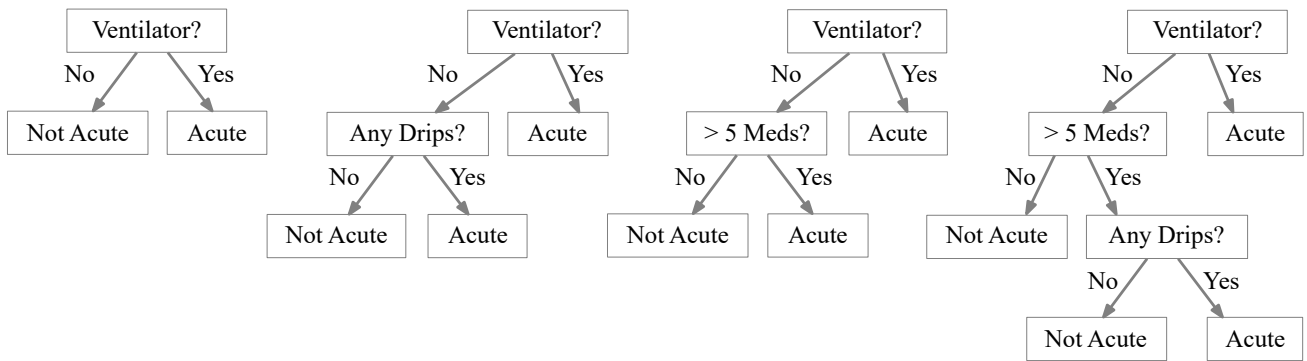 Ventilator?
No
Yes
Not Acute
Acute
Ventilator?
No
Yes
Any Drips?
Acute
No
Yes
Not Acute
Acute
Ventilator?
No
Yes
> 5 Meds?
Acute
No
Yes
Not Acute
Acute
Ventilator?
No
Yes
> 5 Meds?
Acute
No
Yes
Not Acute
Any Drips?
No
Yes
Not Acute
Acute